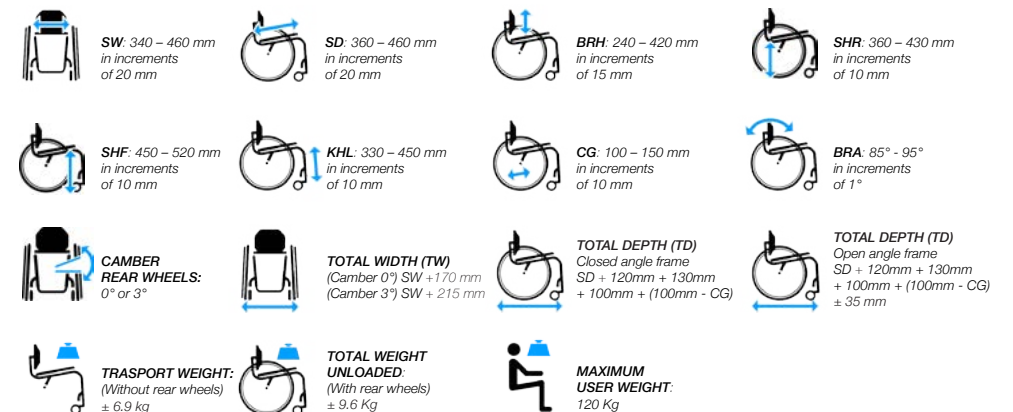 SW: 340 – 460 mm
in increments
of 20 mm
SD: 360 – 460 mm
in increments
of 20 mm
BRH: 240 – 420 mm
in increments
of 15 mm
SHR: 360 – 430 mm
in increments
of 10 mm
SHF: 450 – 520 mm
in increments
of 10 mm
KHL: 330 – 450 mm
in increments
of 10 mm
CG: 100 – 150 mm
in increments
of 10 mm
BRA: 85° - 95°
in increments
of 1°
CAMBER
REAR WHEELS:
0° or 3°
TOTAL WIDTH (TW)
(Camber 0°) SW +170 mm
(Camber 3°) SW + 215 mm
TOTAL DEPTH (TD)
Closed angle frame
SD + 120mm + 130mm
+ 100mm + (100mm - CG)
TOTAL DEPTH (TD)
Open angle frame
SD + 120mm + 130mm
+ 100mm + (100mm - CG)
± 35 mm
TRASPORT WEIGHT:
(Without rear wheels)
± 6.9 kg
TOTAL WEIGHT
UNLOADED:
(With rear wheels)
± 9.6 Kg
MAXIMUM
USER WEIGHT:
120 Kg